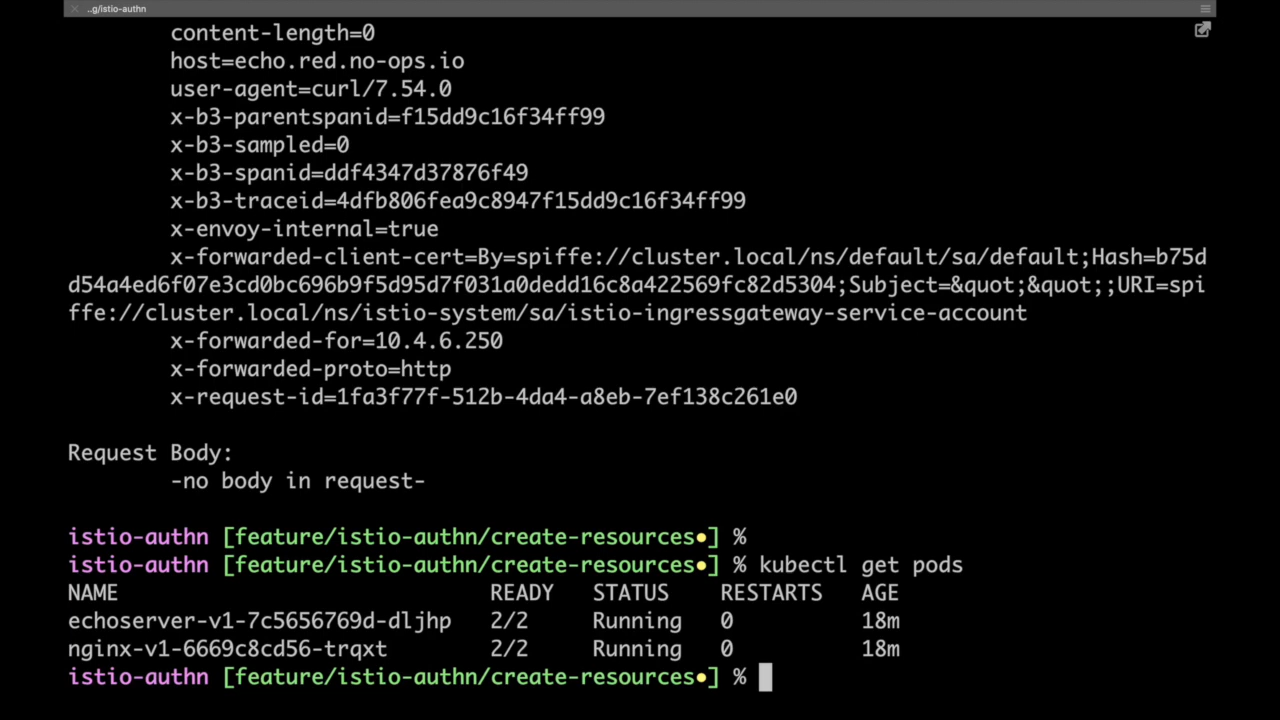 ..g/istio-authn
content-length=0
host=echo.red.no-ops.io
user-agent=curl/7.54.0
x-b3-parentspanid=f15dd9c16f34ff99
x-b3-sampled=0
x-b3-spanid=ddf4347d37876f49
x-b3-traceid=4dfb806fea9c8947f15dd9c16f34ff99
x-envoy-internal=true
x-forwarded-client-cert=By=spiffe://cluster.local/ns/default/sa/default;Hash=b75d
d54a4ed6f07e3cd0bc696b9f5d95d7f031a0dedd16c8a422569fc82d5304;Subject=&quot;&quot;;URI=spi
ffe://cluster.local/ns/istio-system/sa/istio-ingressgateway-service-account
x-forwarded-for=10.4.6.250
x-forwarded-proto=http
x-request-id=1fa3f77f-512b-4da4-a8eb-7ef138c261e0
Request Body:
-no body in request-
istio-authn [feature/istio-authn/create-resources•] %
istio-authn [feature/istio-authn/create-resources•] % kubectl get pods
NAME READY STATUS RESTARTS AGE
echoserver-v1-7c5656769d-dljhp 2/2 Running 0 18m
nginx-v1-6669c8cd56-trqxt 2/2 Running 0 18m
istio-authn [feature/istio-authn/create-resources•] %